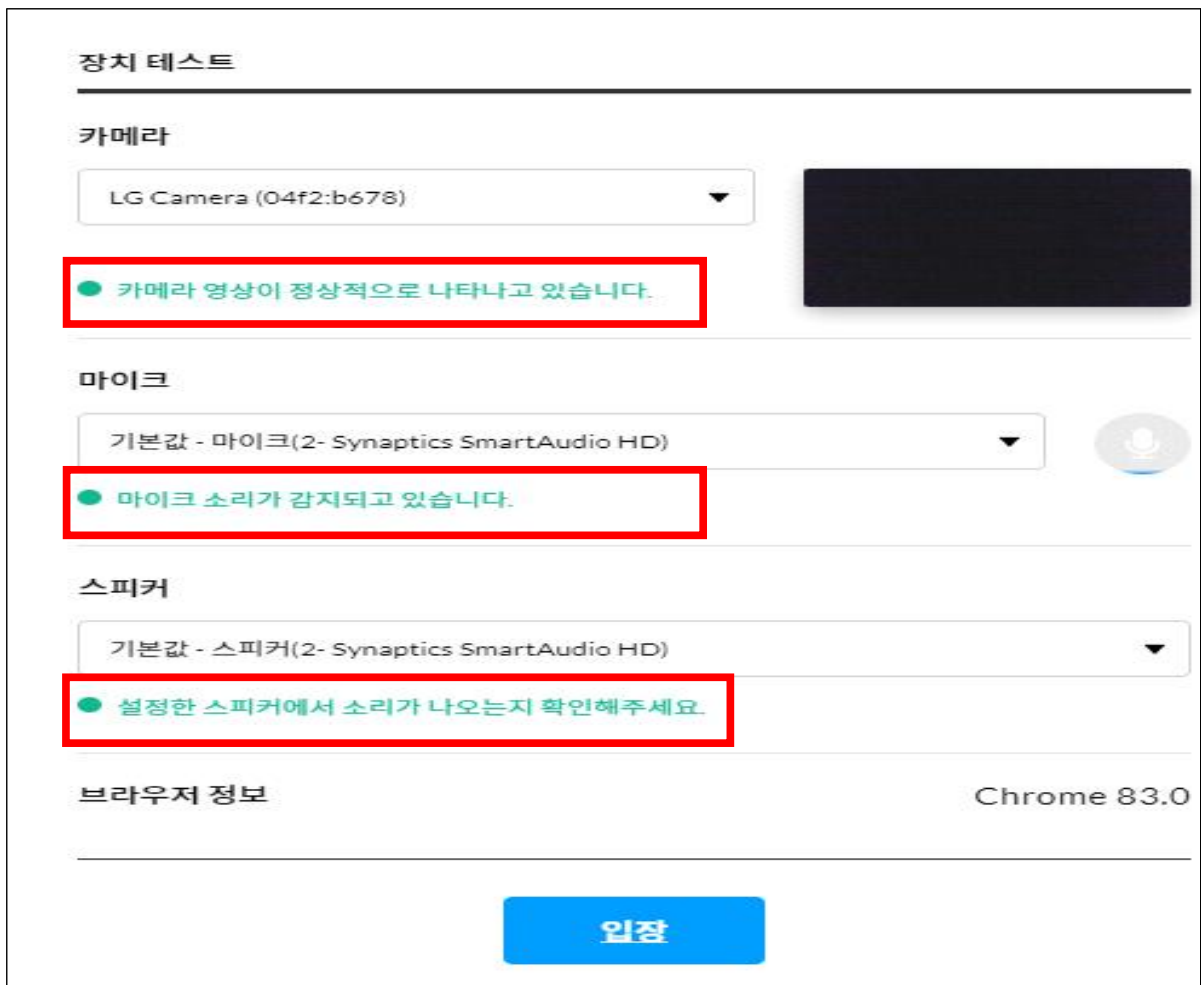 장치 테스트
카메라
LG Camera (04f2:b678)
카메라 영상이 정상적으로 나타나고 있습니다.
마이크
기본값 - 마이크(2- Synaptics SmartAudio HD)
마이크 소리가 감지되고 있습니다.
스피커
기본값 - 스피커(2- Synaptics SmartAudio HD)
설정한 스피커에서 소리가 나오는지 확인해주세요.
브라우저 정보 Chrome 83.0
입장